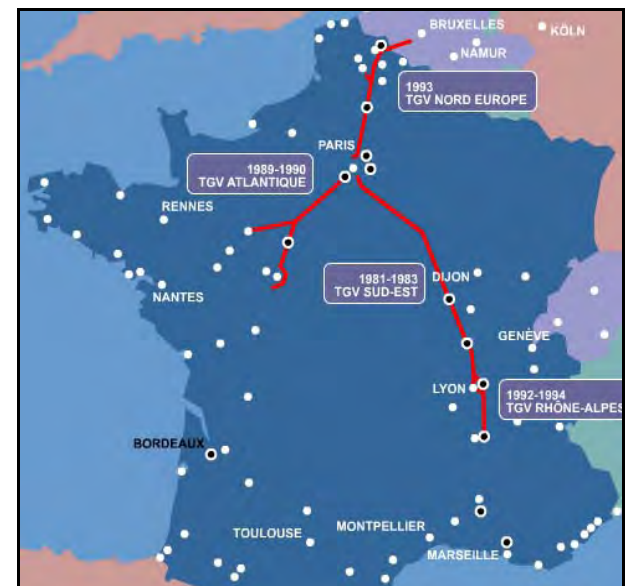 BRUXELLES
KÖLN
NAMUR
1993
TGV NORD EUROPE
PARIS
1989-1990
TGV ATLANTIQUE
RENNES
1981-1983
TGV SUD-EST
DIJON
NANTES
GENÈVE
LYON
1992-1994
TGV RHÔNE-ALPES
BORDEAUX
TOULOUSE
MONTPELLIER
MARSEILLE